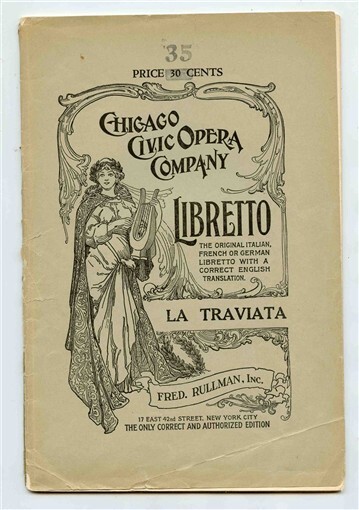 35
PRICE 30 CENTS
CHICAGO
CIVIC OPERA
COMPANY
LIBRETTO
THE ORIGINAL ITALIAN,
FRENCH OR GERMAN
LIBRETTO WITH A
CORRECT ENGLISH
TRANSLATION.
LA TRAVIATA
FRED. RULLMAN, INC.
17 EAST 42nd STREET, NEW YORK CITY
THE ONLY CORRECT AND AUTHORIZED EDITION